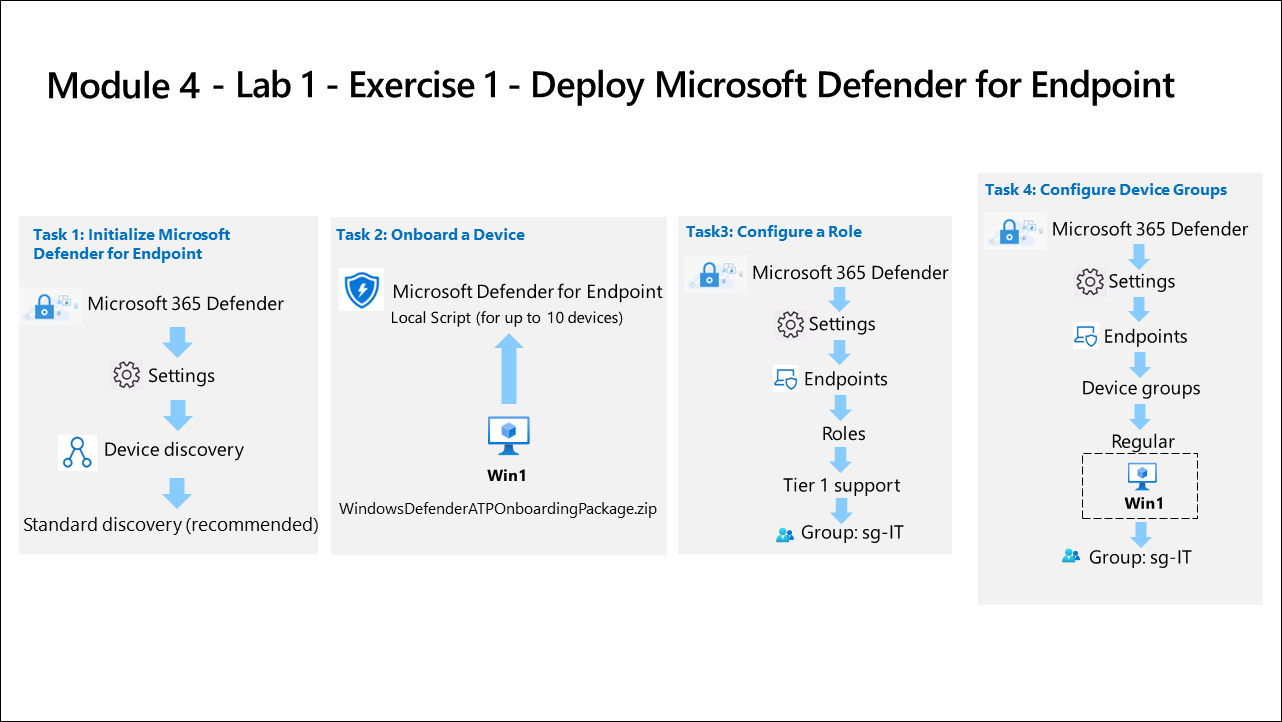 Module 4 - Lab 1 - Exercise 1 - Deploy Microsoft Defender for Endpoint
Task 1: Initialize Microsoft
Defender for Endpoint
Microsoft 365 Defender
Settings
Device discovery
Standard discovery (recommended)
Task 2: Onboard a Device
Microsoft Defender for Endpoint
Local Script (for up to 10 devices)
Win1
WindowsDefenderATPOnboardingPackage.zip
Task3: Configure a Role
Microsoft 365 Defender
Settings
Endpoints
Roles
Tier 1 support
Group: sg-IT
Task 4: Configure Device Groups
Microsoft 365 Defender
Settings
Endpoints
Device groups
Regular
Win1
Group: sg-IT